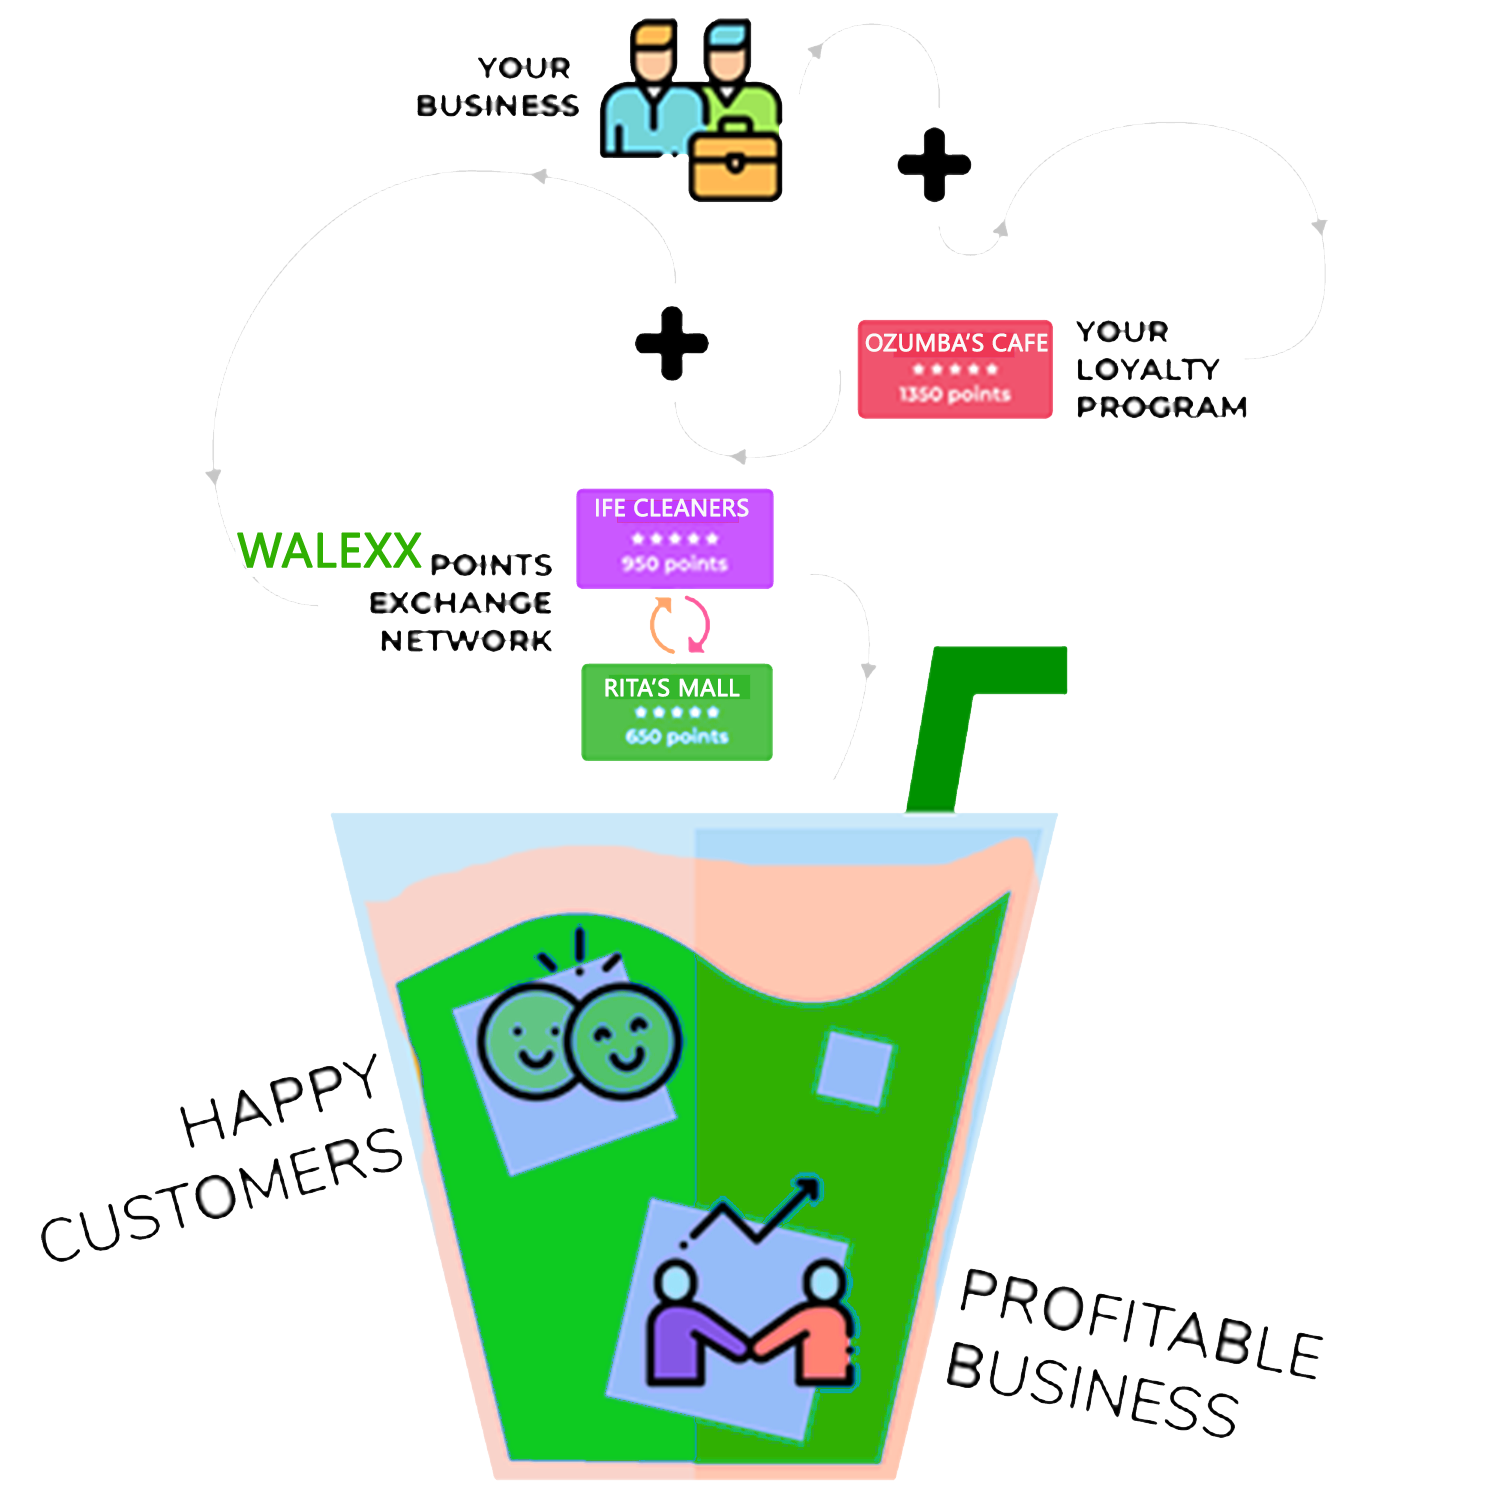 YOUR
BUSINESS
OZUMBA'S CAFE
1350 points
YOUR
LOYALTY
PROGRAM
IFE CLEANERS
950 points
WALEXX POINTS
EXCHANGE
NETWORK
RITA'S MALL
650 points
HAPPY
CUSTOMERS
PROFITABLE
BUSINESS